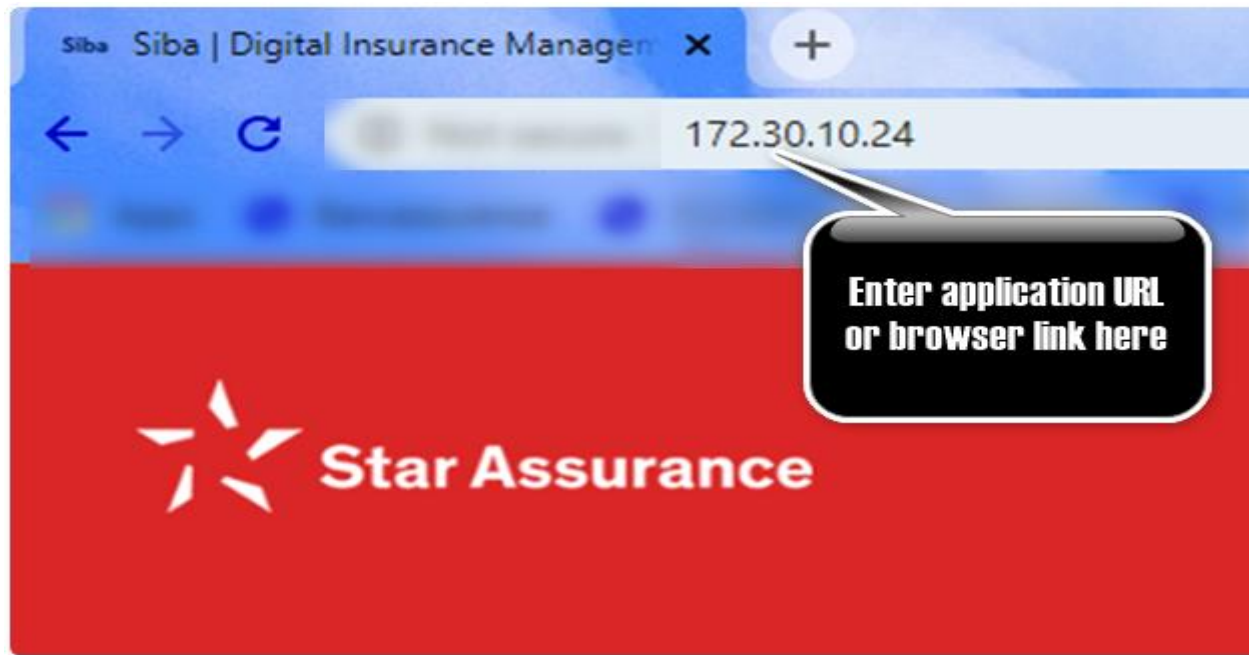 Siba Siba | Digital Insurance Managem
172.30.10.24
Enter application URL
or browser link here
Star Assurance